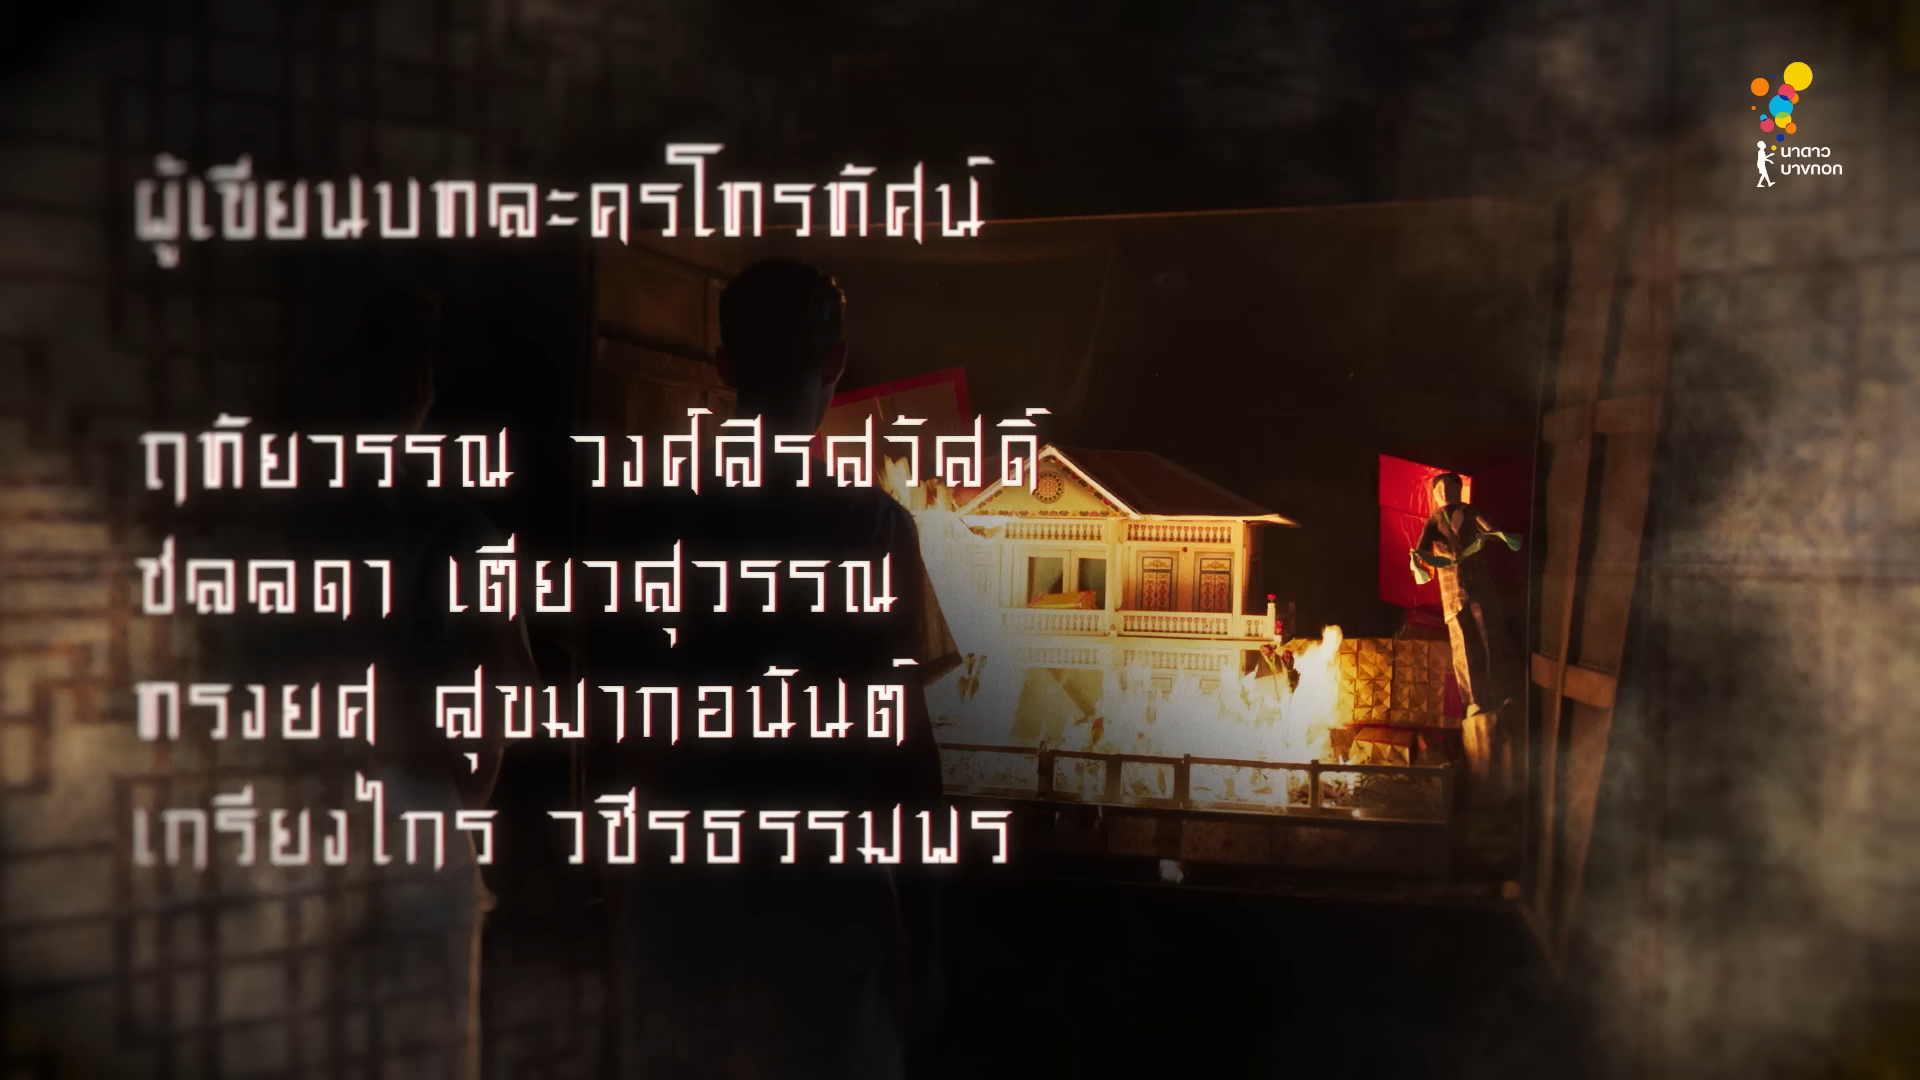 ผู้เขียนบทละครโทรทัศน์
ฤทัยวรรณ วงศ์สิรสวัสดิ์
ชลลดา เตียวสุวรรณ
ทรงยศ สุขมากอนันต์
เกรียงไกร วชิรธรรมพร
นาดาว
บางกอก